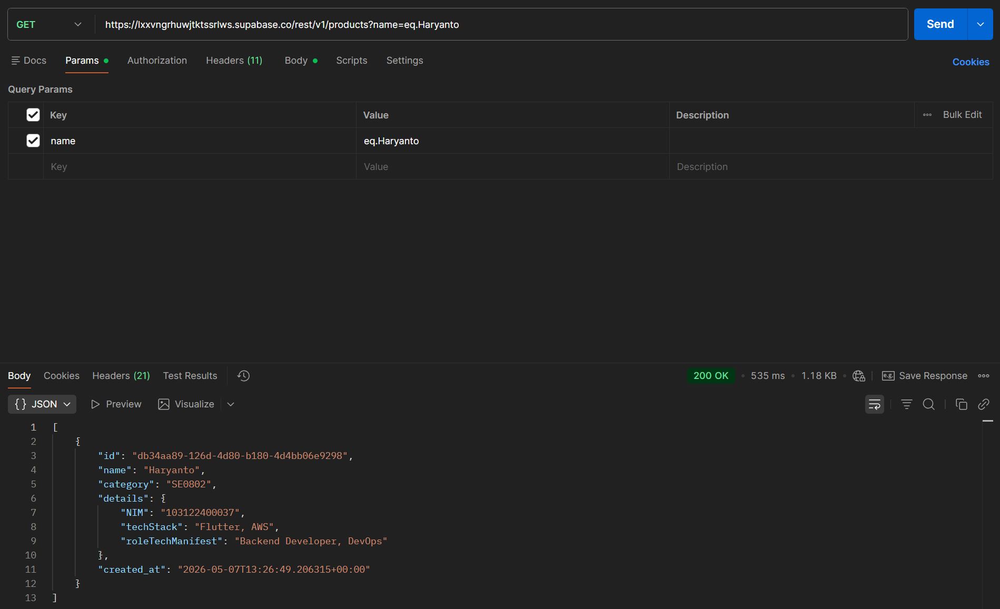 GET https://lxxvngrhuwjtktssrlws.supabase.co/rest/v1/products?name=eq.Haryanto Send
Docs Params Authorization Headers (11) Body Scripts Settings Cookies
Query Params
Key Value Description Bulk Edit
name eq.Haryanto
Key Value Description
Body Cookies Headers (21) Test Results 200 OK 535 ms 1.18 KB e.g. Save Response
{} JSON Preview Visualize
1 [
2 {
3 "id": "db34aa89-126d-4d80-b180-4d4bb06e9298",
4 "name": "Haryanto",
5 "category": "SE0802",
6 "details": {
7 "NIM": "103122400037",
8 "techStack": "Flutter, AWS",
9 "roleTechManifest": "Backend Developer, DevOps"
10 },
11 "created_at": "2026-05-07T13:26:49.206315+00:00"
12 }
13 ]